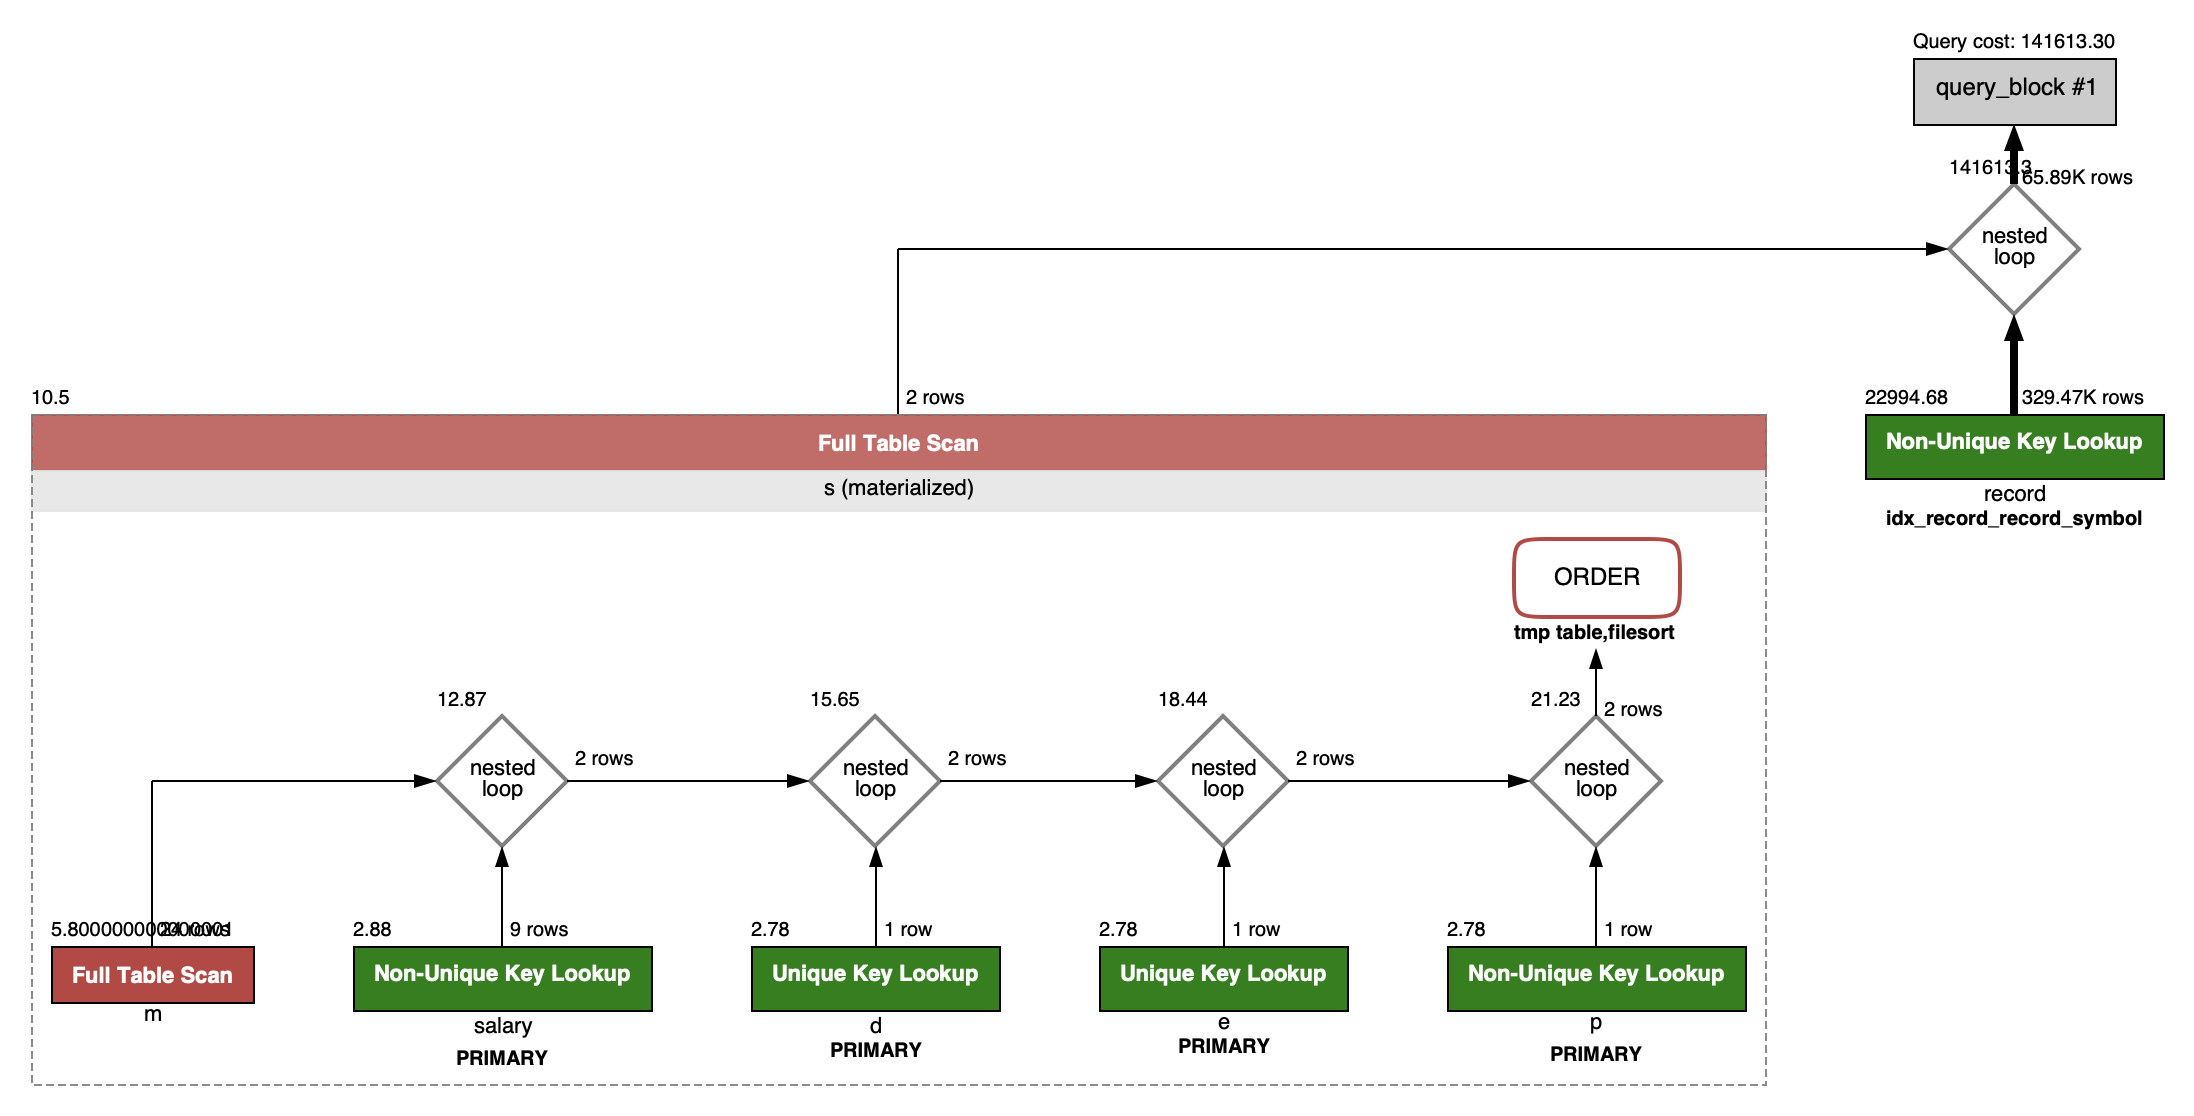 Query cost: 141613.30
query_block #1
141613.3
65.89K rows
nested
loop
10.5
2 rows
22994.68
329.47K rows
Full Table Scan
Non-Unique Key Lookup
s (materialized)
record
idx_record_record_symbol
ORDER
tmp table,filesort
12.87
15.65
18.44
21.23
2 rows
nested
loop
2 rows
nested
loop
2 rows
nested
loop
2 rows
nested
loop
5.800000000000001
24 rows
2.88
9 rows
2.78
1 row
2.78
1 row
2.78
1 row
Full Table Scan
Non-Unique Key Lookup
Unique Key Lookup
Unique Key Lookup
Non-Unique Key Lookup
m
salary
d
e
p
PRIMARY
PRIMARY
PRIMARY
PRIMARY